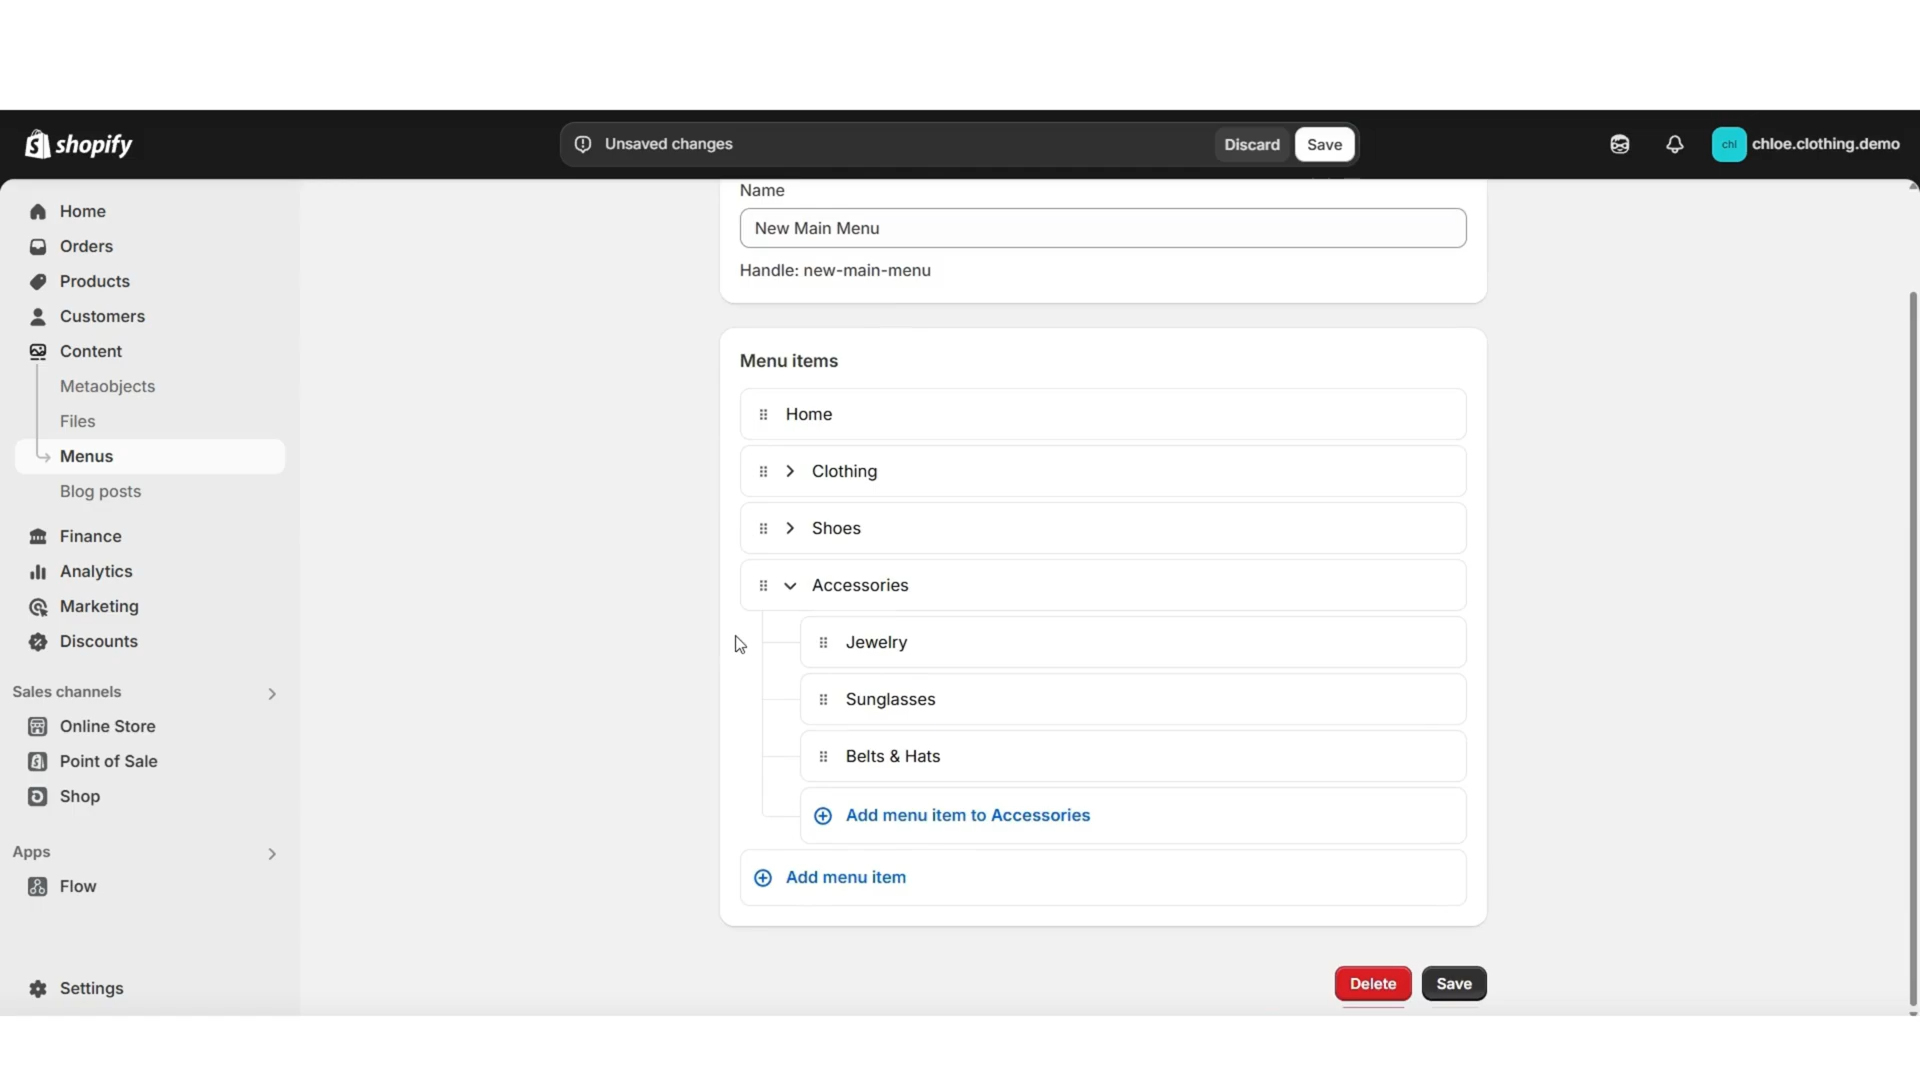 shopify
Unsaved changes
Discard
Save
chl
chloe.clothing.demo
Home
Orders
Products
Customers
Content
Metaobjects
Files
Menus
Blog posts
Finance
Analytics
Marketing
Discounts
Sales channels
Online Store
Point of Sale
Shop
Apps
Flow
Settings
Name
New Main Menu
Handle: new-main-menu
Menu items
Home
Clothing
Shoes
Accessories
Jewelry
Sunglasses
Belts & Hats
Add menu item to Accessories
Add menu item
Delete
Save